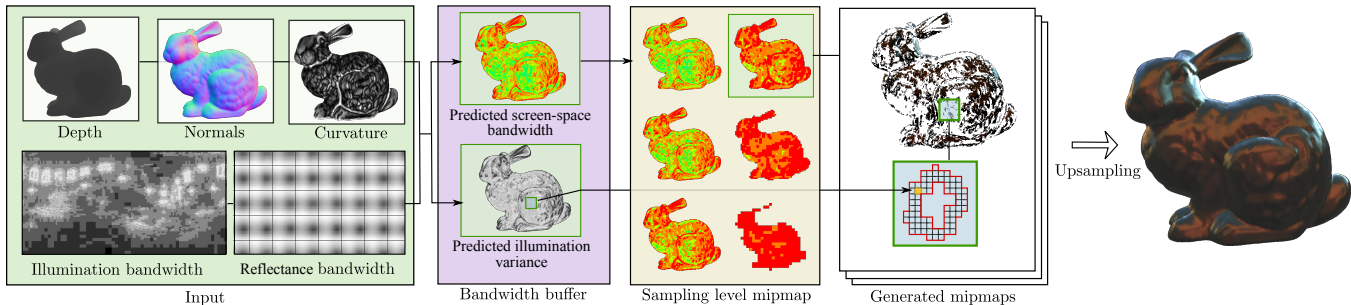 Depth
Normals
Curvature
Illumination bandwidth
Reflectance bandwidth
Input
Predicted screen-space
bandwidth
Predicted illumination
variance
Bandwidth buffer
Sampling level mipmap
Generated mipmaps
Upsampling